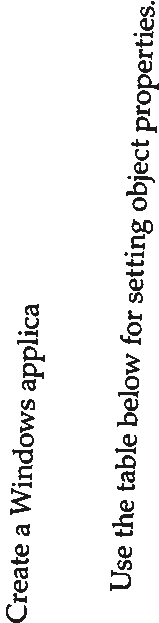 Create a Windows applica
Use the table below for setting object properties.